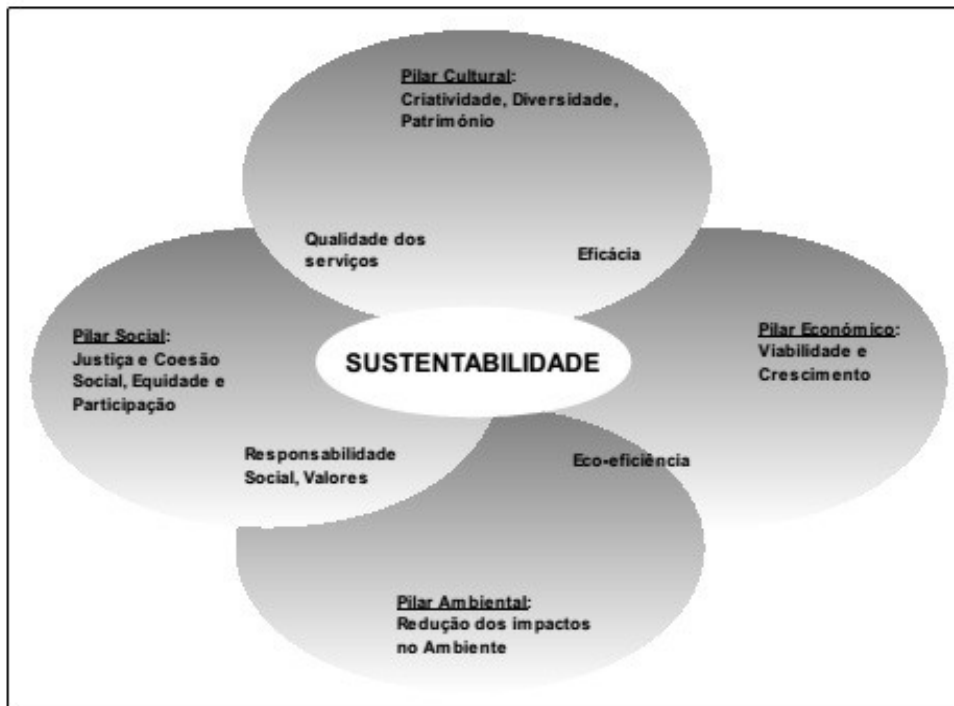 Pilar Cultural:
Criatividade, Diversidade,
Património
Qualidade dos
serviços
Eficácia
Pilar Social:
Justiça e Coesão
Social, Equidade e
Participação
SUSTENTABILIDADE
Pilar Económico:
Viabilidade e
Crescimento
Responsabilidade
Social, Valores
Eco-eficiência
Pilar Ambiental:
Redução dos impactos
no Ambiente